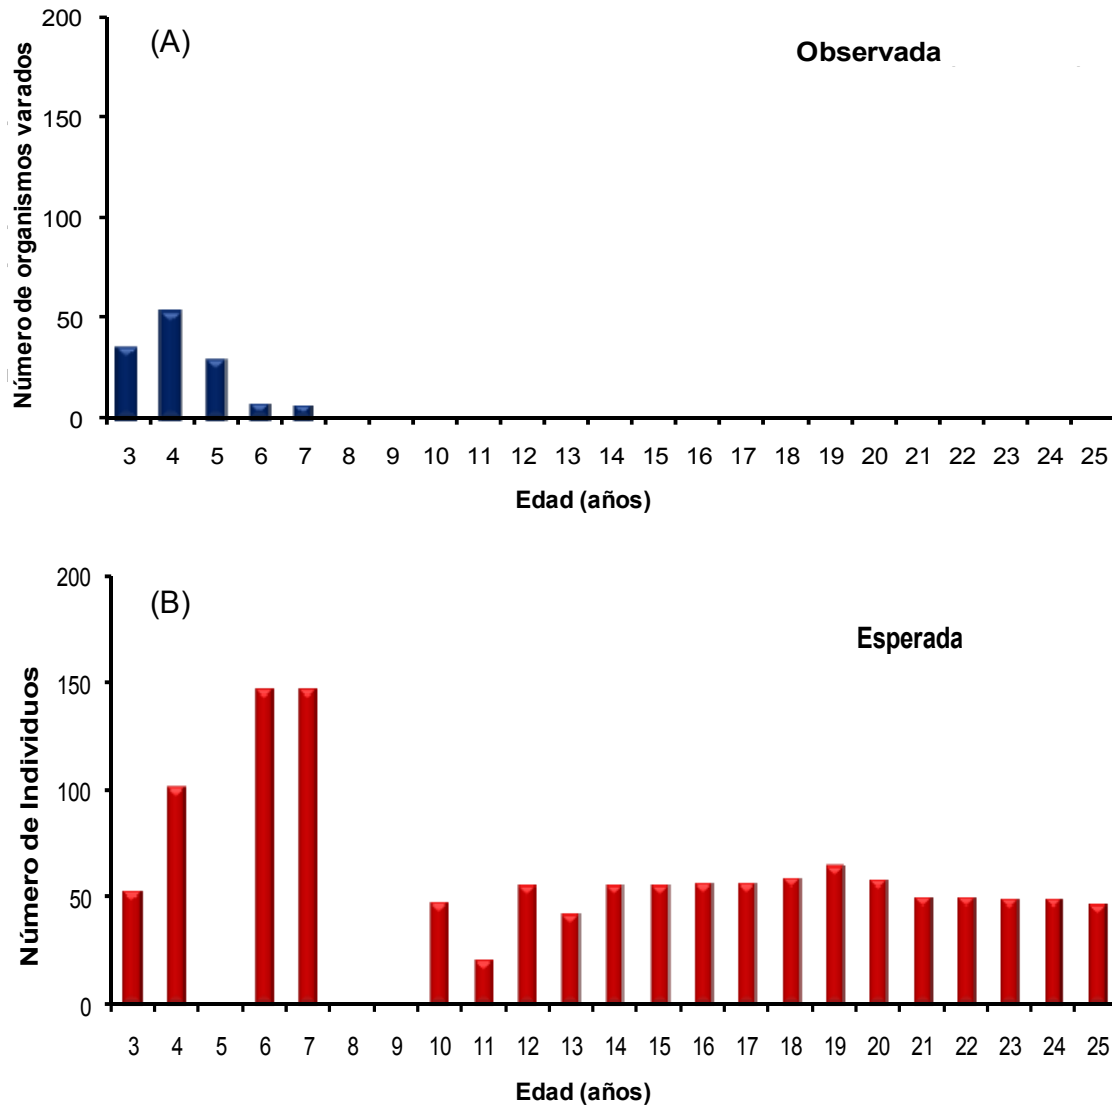 200
(A)
Observada
150
100
50
0
Número de organismos varados
3 4 5 6 7 8 9 10 11 12 13 14 15 16 17 18 19 20 21 22 23 24 25
Edad (años)
200
(B)
Esperada
150
100
50
0
Número de Individuos
3 4 5 6 7 8 9 10 11 12 13 14 15 16 17 18 19 20 21 22 23 24 25
Edad (años)